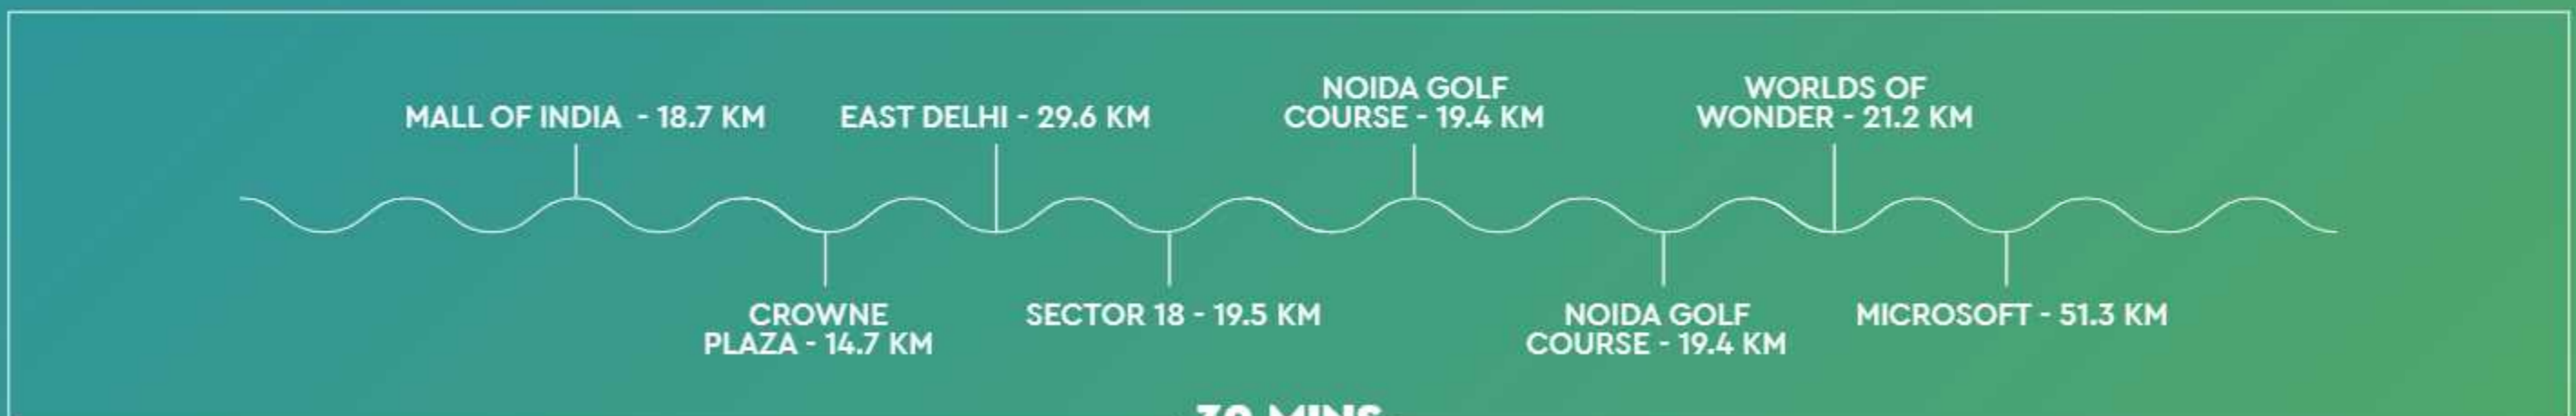 MALL OF INDIA - 18.7 KM
EAST DELHI - 29.6 KM
NOIDA GOLF
COURSE - 19.4 KM
WORLDS OF
WONDER - 21.2 KM
CROWNE
PLAZA - 14.7 KM
SECTOR 18 - 19.5 KM
NOIDA GOLF
COURSE - 19.4 KM
MICROSOFT - 51.3 KM
30 MINS